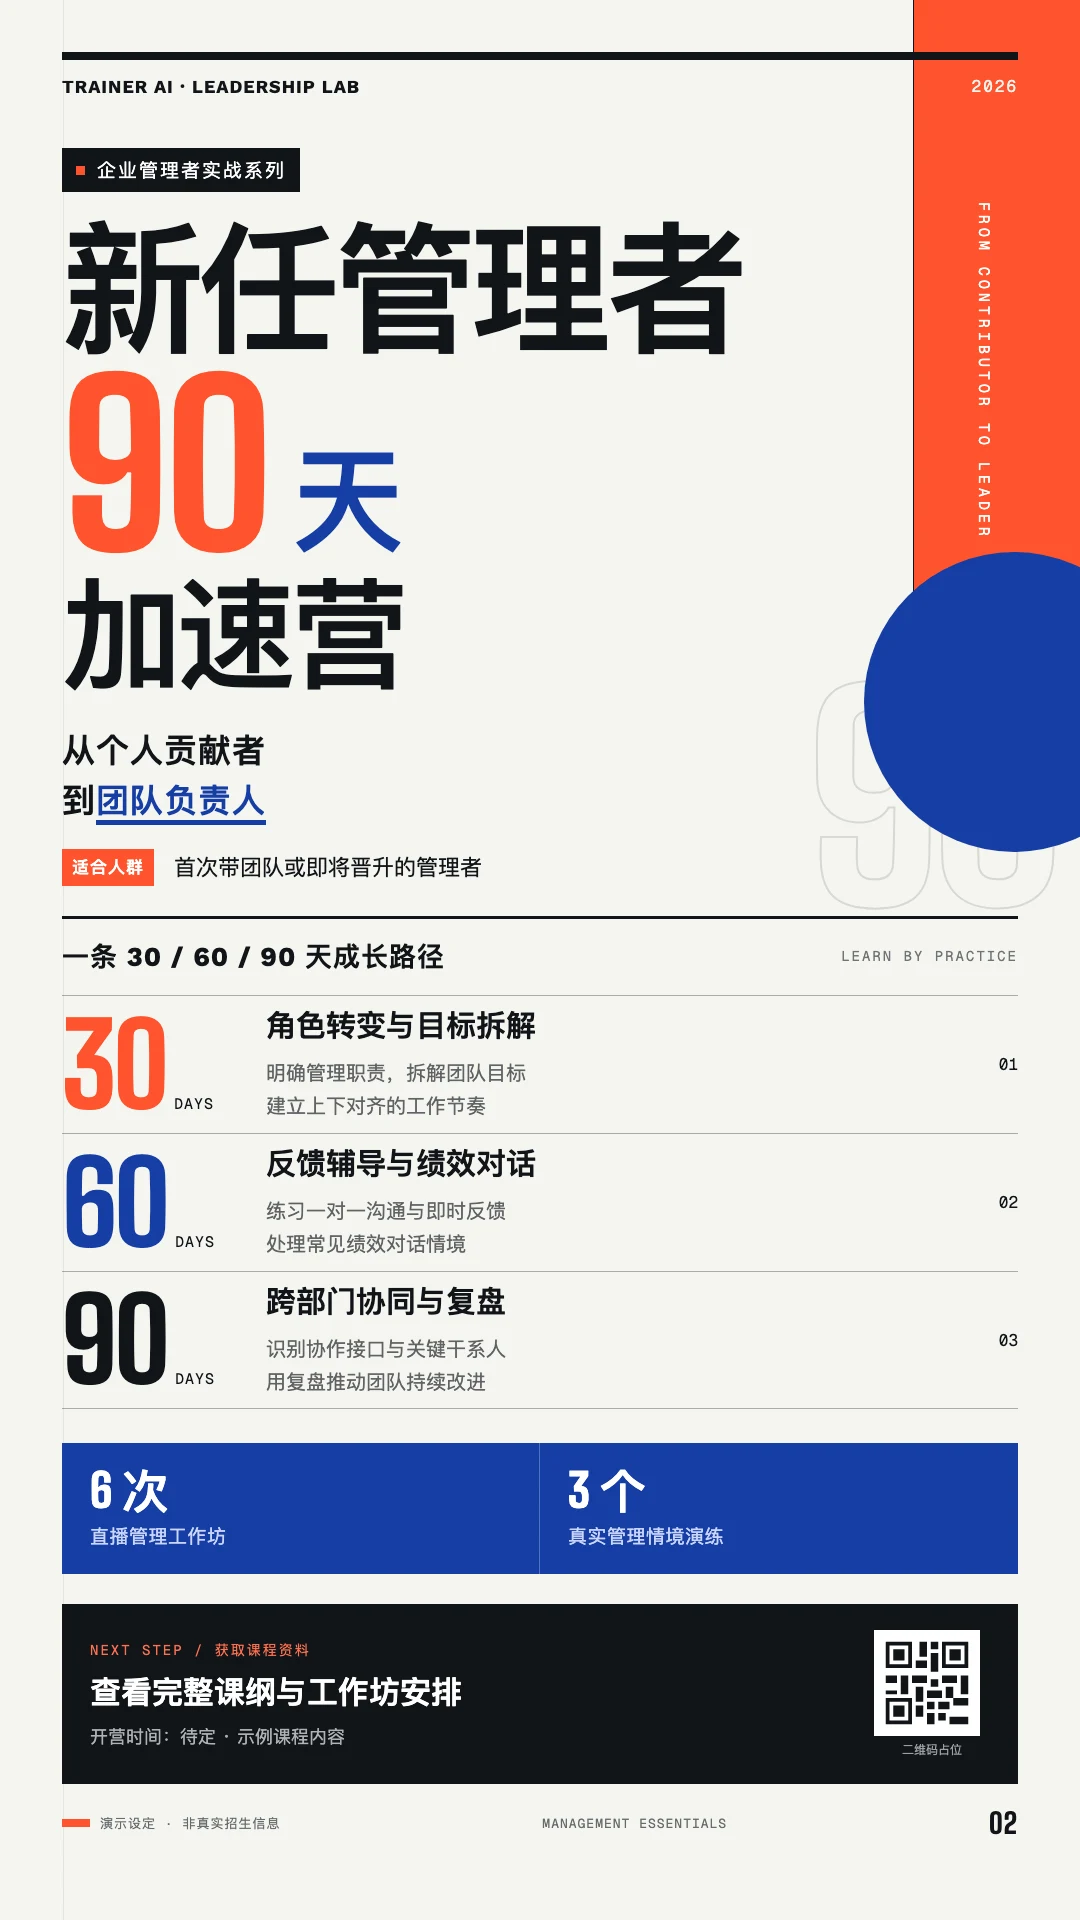 TRAINER AI · LEADERSHIP LAB
2026
企业管理者实战系列
FROM CONTRIBUTOR TO LEADER
新任管理者
90 天
加速营
从个人贡献者
到团队负责人
适合人群 首次带团队或即将晋升的管理者
90
一条 30 / 60 / 90 天成长路径
LEARN BY PRACTICE
30 DAYS
角色转变与目标拆解
明确管理职责，拆解团队目标
建立上下对齐的工作节奏
01
60 DAYS
反馈辅导与绩效对话
练习一对一沟通与即时反馈
处理常见绩效对话情境
02
90 DAYS
跨部门协同与复盘
识别协作接口与关键干系人
用复盘推动团队持续改进
03
6 次
直播管理工作坊
3 个
真实管理情境演练
NEXT STEP / 获取课程资料
查看完整课纲与工作坊安排
开营时间：待定 · 示例课程内容
二维码占位
演示设定 · 非真实招生信息
MANAGEMENT ESSENTIALS
02